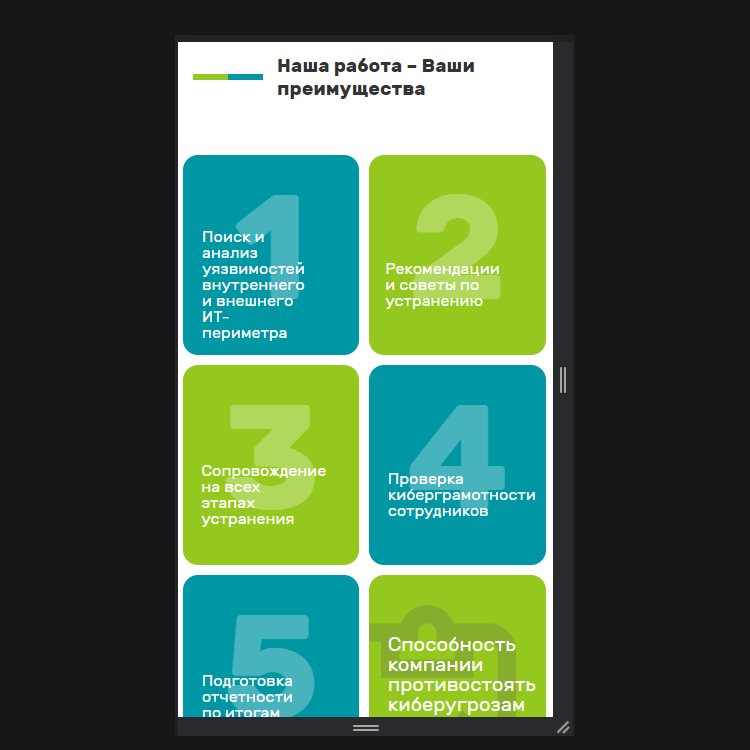 Наша работа – Ваши
преимущества
1
Поиск и
анализ
уязвимостей
внутреннего
и внешнего
ИТ-
периметра
2
Рекомендации
и советы по
устранению
3
Сопровождение
на всех
этапах
устранения
4
Проверка
киберграмотности
сотрудников
5
Подготовка
отчетности
по итогам
Способность
компании
противостоять
киберугрозам